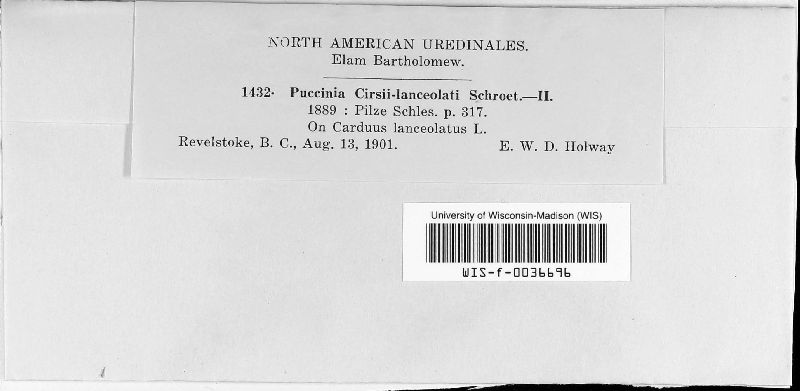 NORTH AMERICAN UREDINALES.
Elam Bartholomew.
1432· Puccinia Cirsii-lanceolati Schroet.—II.
1889 : Pilze Schles. p. 317.
On Carduus lanceolatus L.
Revelstoke, B. C., Aug. 13, 1901. E. W. D. Holway
University of Wisconsin-Madison (WIS)
WIS-f-0036696